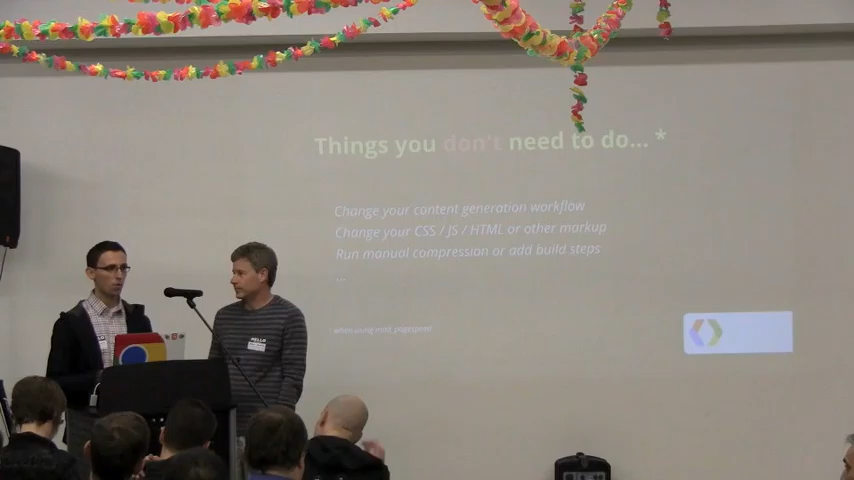 Things you don't need to do... *
Change your content generation workflow
Change your CSS / JS / HTML or other markup
Run manual compression or add build steps
...
when using mod_pagespeed
HELLO